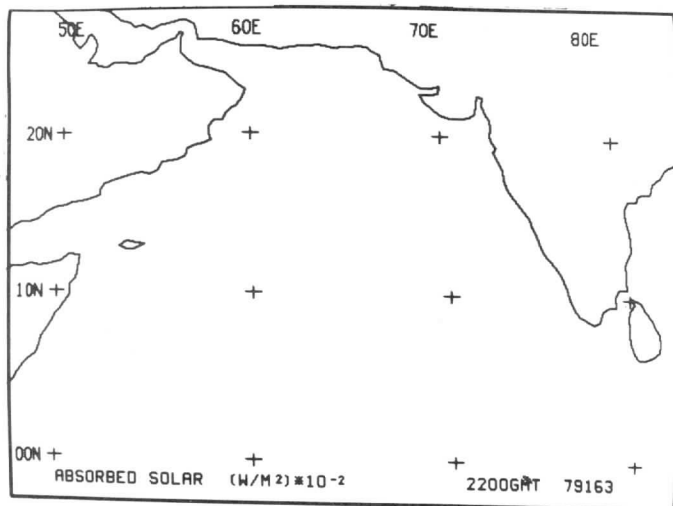 50E 60E 70E 80E
20N
10N
00N
ABSORBED SOLAR (W/M²)*10⁻² 2200GMT 79163